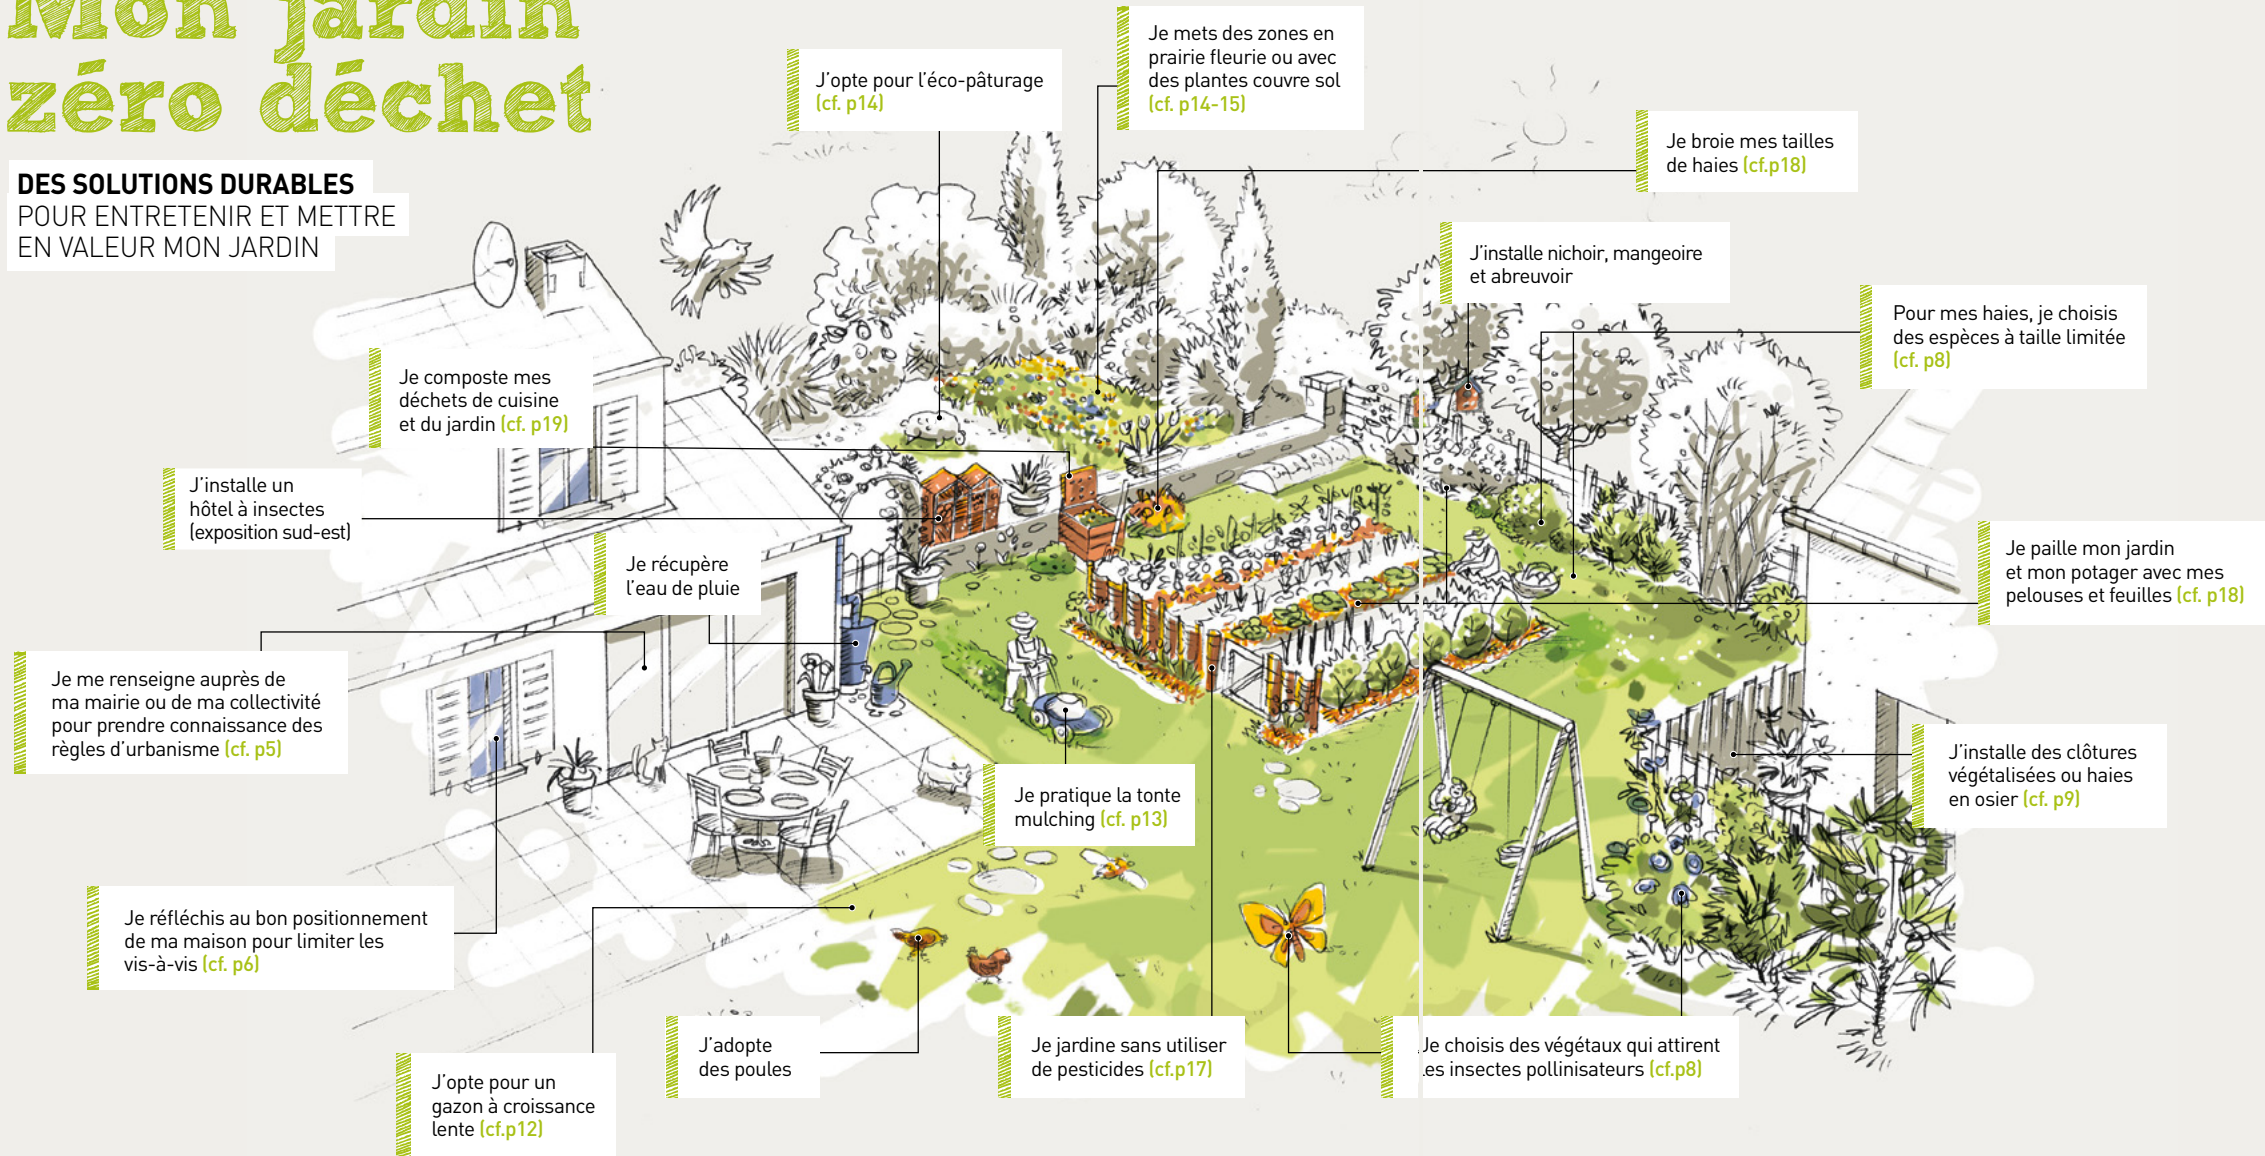 Mon jardin
zéro déchet
DES SOLUTIONS DURABLES
POUR ENTRETENIR ET METTRE
EN VALEUR MON JARDIN
J'opte pour l'éco-pâturage
(cf. p14)
Je mets des zones en
prairie fleurie ou avec
des plantes couvre sol
(cf. p14-15)
Je broie mes tailles
de haies (cf.p18)
J'installe nichoir, mangeoire
et abreuvoir
Pour mes haies, je choisis
des espèces à taille limitée
(cf. p8)
Je composte mes
déchets de cuisine
et du jardin (cf. p19)
J'installe un
hôtel à insectes
(exposition sud-est)
Je récupère
l'eau de pluie
Je paille mon jardin
et mon potager avec mes
pelouses et feuilles (cf. p18)
Je me renseigne auprès de
ma mairie ou de ma collectivité
pour prendre connaissance des
règles d'urbanisme (cf. p5)
J'installe des clôtures
végétalisées ou haies
en osier (cf. p9)
Je pratique la tonte
mulching (cf. p13)
Je réfléchis au bon positionnement
de ma maison pour limiter les
vis-à-vis (cf. p6)
J'adopte
des poules
Je jardine sans utiliser
de pesticides (cf.p17)
Je choisis des végétaux qui attirent
les insectes pollinisateurs (cf.p8)
J'opte pour un
gazon à croissance
lente (cf.p12)